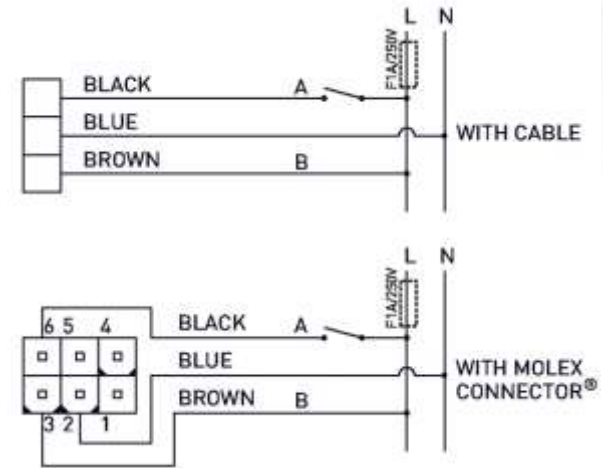 L N
F1A/250V
BLACK A
BLUE
WITH CABLE
BROWN B
L N
F1A/250V
6 5 4
BLACK A
BLUE
WITH MOLEX
CONNECTOR®
BROWN B
3 2 1